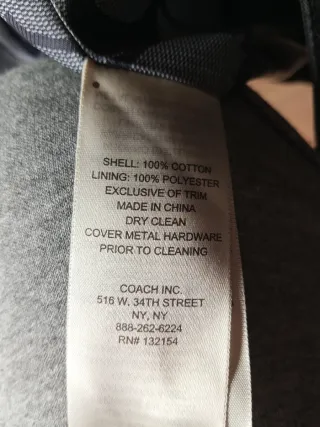 SHELL: 100% COTTON
LINING: 100% POLYESTER
EXCLUSIVE OF TRIM
MADE IN CHINA
DRY CLEAN
COVER METAL HARDWARE
PRIOR TO CLEANING
COACH INC.
516 W. 34TH STREET
NY, NY
888-262-6224
RN# 132154